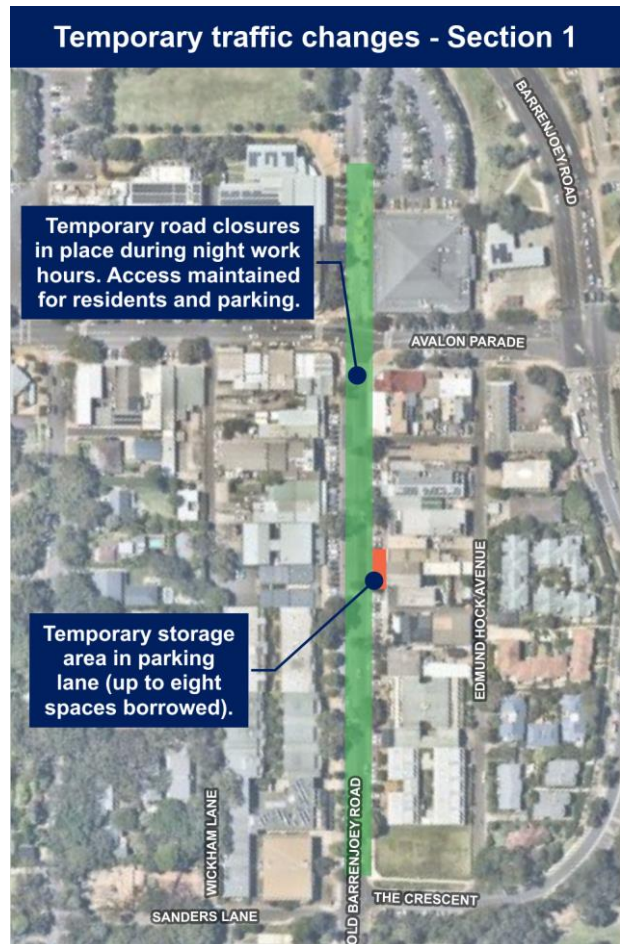 Temporary traffic changes - Section 1
BARRENJOEY ROAD
Temporary road closures
in place during night work
hours. Access maintained
for residents and parking.
AVALON PARADE
EDMUND HOCK AVENUE
Temporary storage
area in parking
lane (up to eight
spaces borrowed).
WICKHAM LANE
OLD BARRENJOEY ROAD
THE CRESCENT
SANDERS LANE